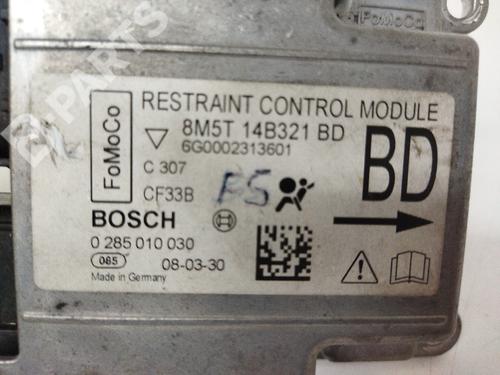 FoMoCo
B-PARTS
RESTRAINT CONTROL MODULE
FoMoCo
8M5T 14B321 BD
6G0002313601
BD
C 307
CF33B
BOSCH
0 285 010 030
065
08-03-30
Made in Germany